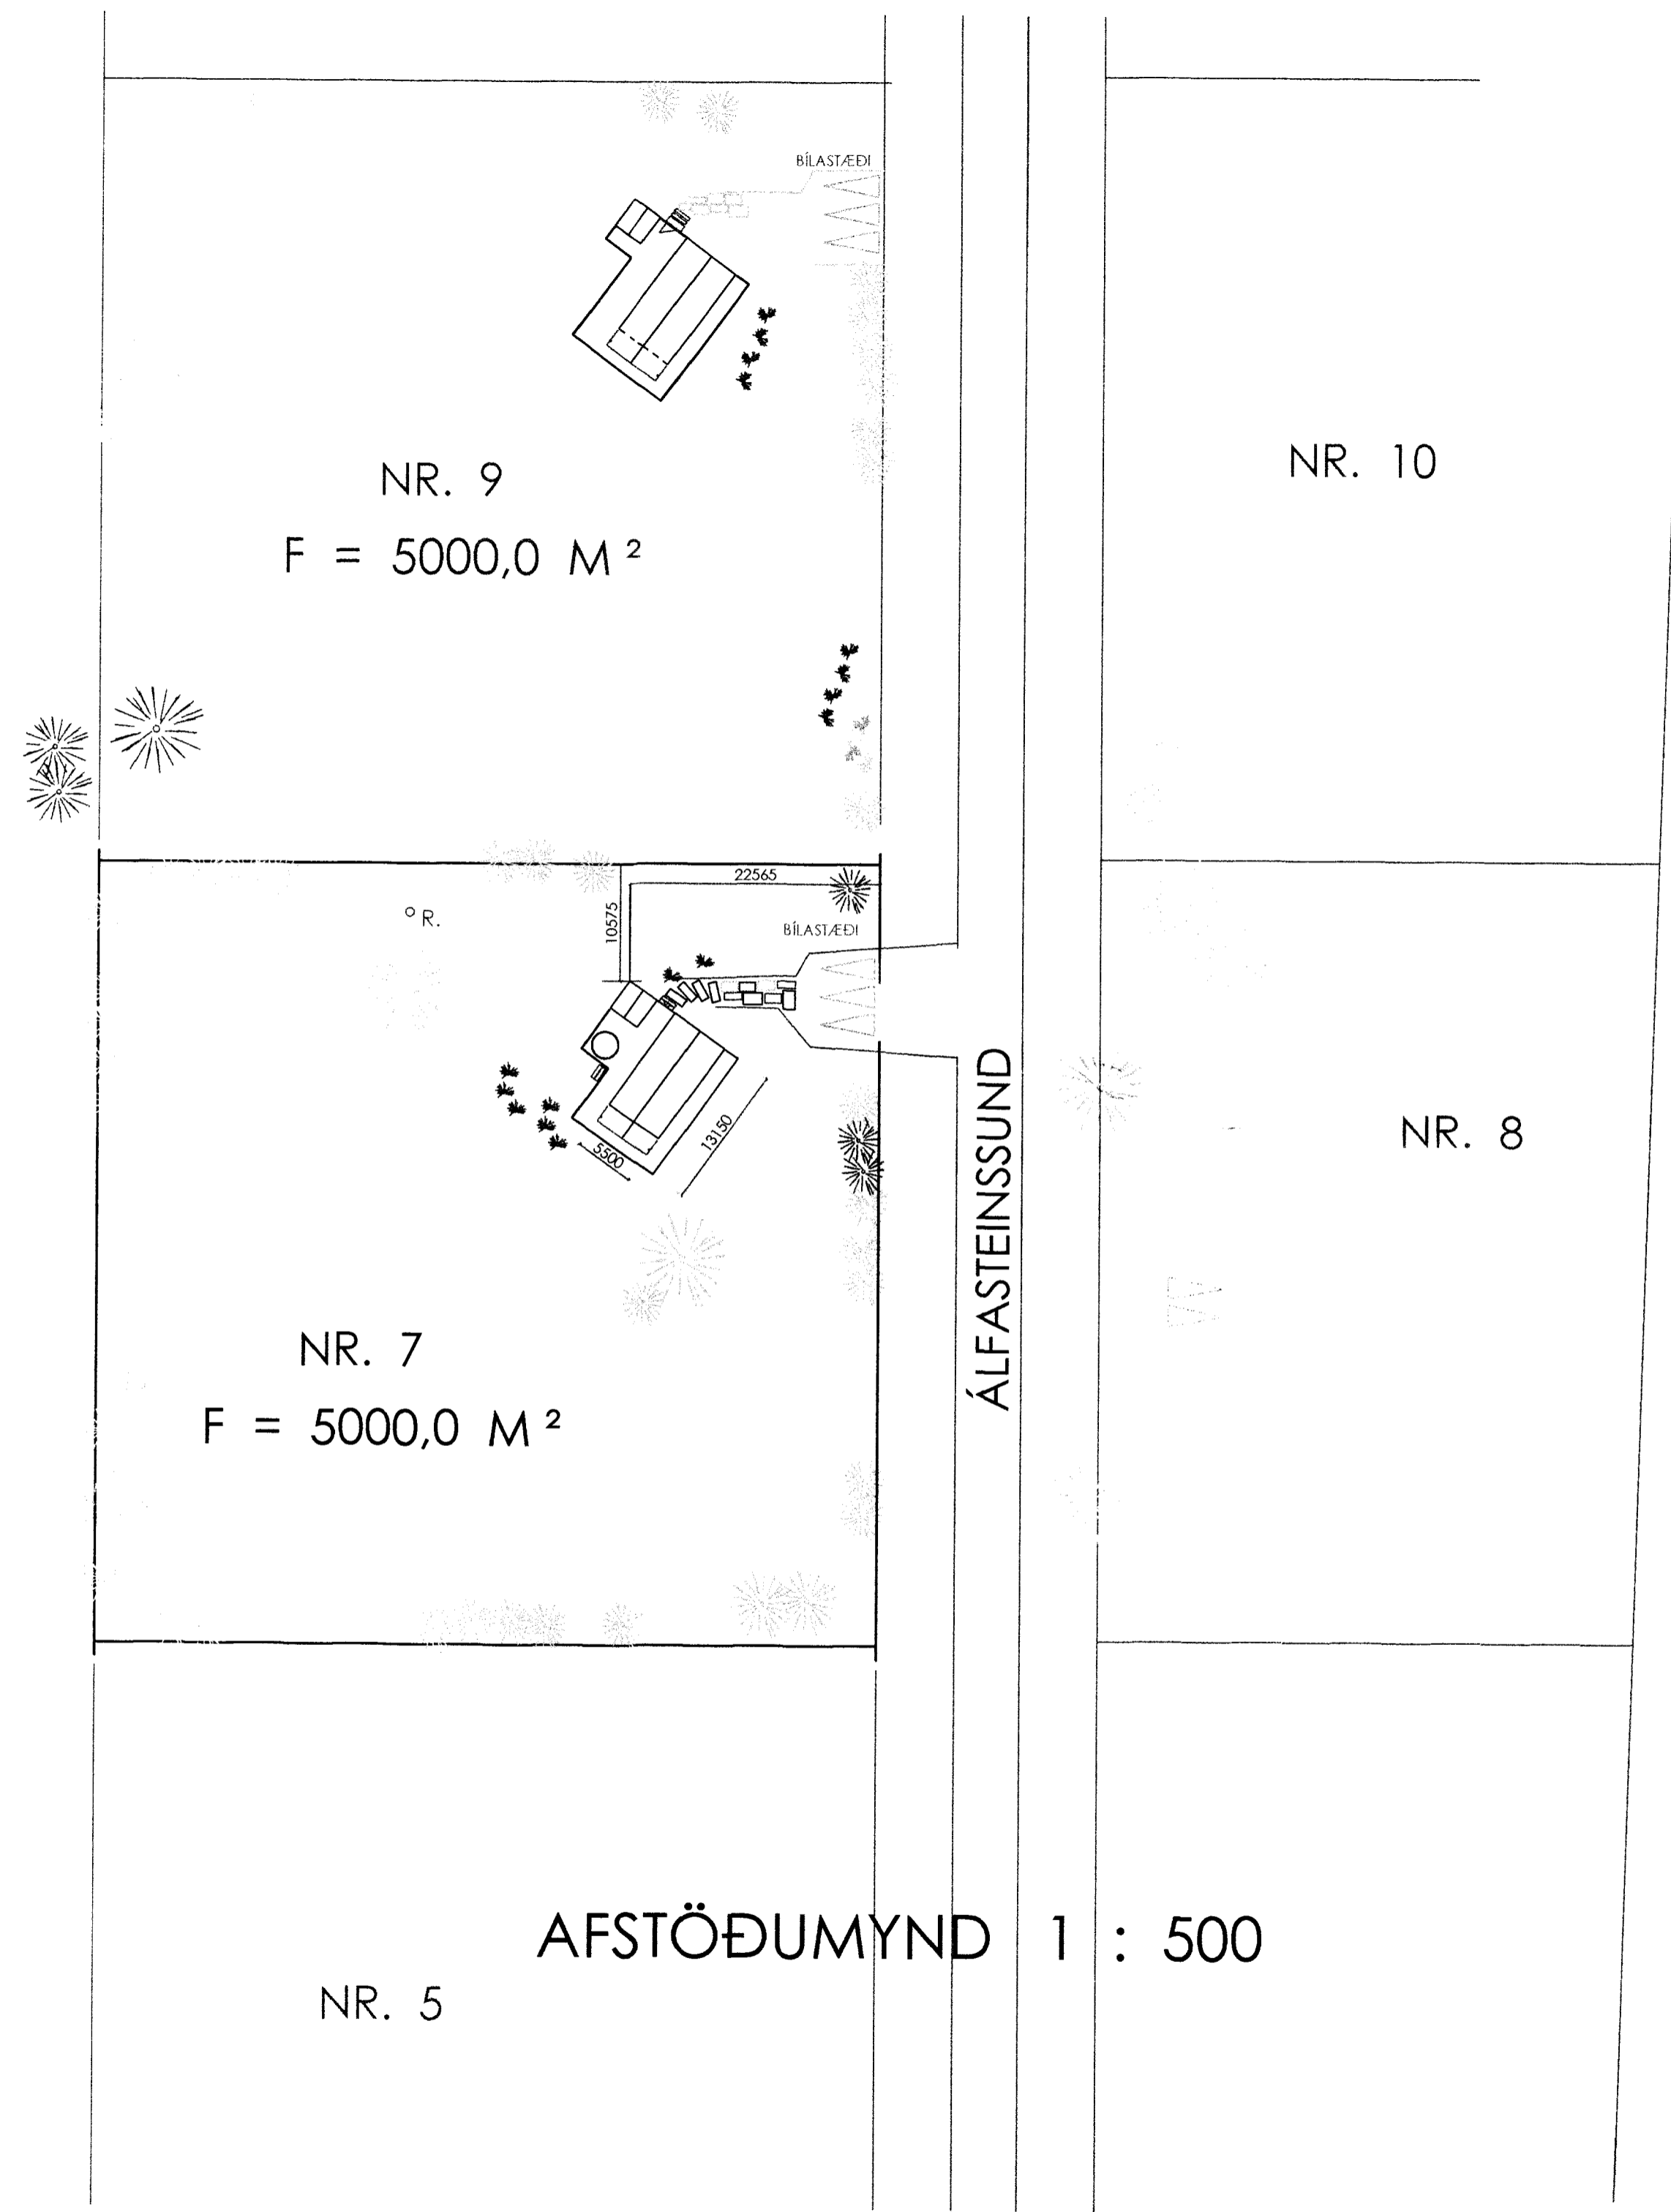 BÍLASTÆÐI
NR. 9
F = 5000,0 M²
NR. 10
22565
10575
° R.
BÍLASTÆÐI
13150
5500
ÁLFASTEINSSUND
NR. 8
NR. 7
F = 5000,0 M²
AFSTÖÐUMYND 1 : 500
NR. 5